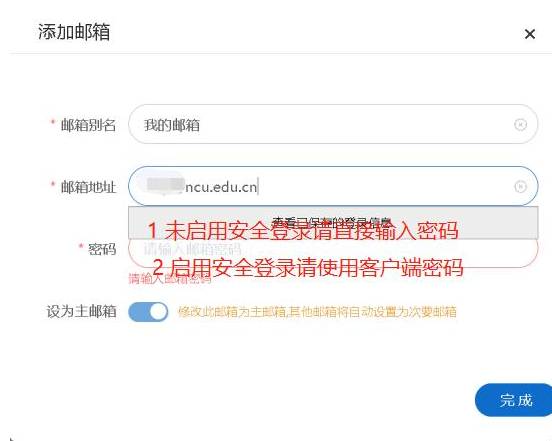 添加邮箱
* 邮箱别名 我的邮箱
* 邮箱地址 ncu.edu.cn
查看已保存的登录信息
1 未启用安全登录请直接输入密码
* 密码 请输入邮箱密码
2 启用安全登录请使用客户端密码
请输入邮箱密码
设为主邮箱 修改此邮箱为主邮箱,其他邮箱将自动设置为次要邮箱
完成